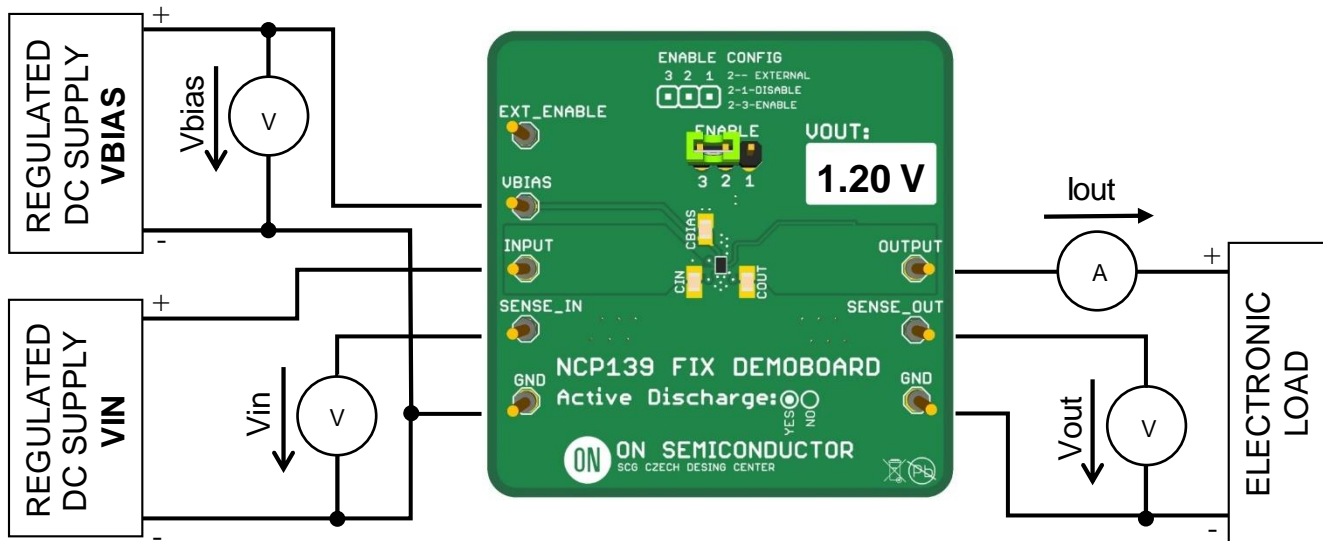 REGULATED
DC SUPPLY
VBIAS
+
-
Vbias
V
REGULATED
DC SUPPLY
VIN
+
-
Vin
V
ENABLE CONFIG
3 2 1
2-- EXTERNAL
2-1-DISABLE
2-3-ENABLE
EXT_ENABLE
ENABLE
3 2 1
VOUT:
1.20 V
VBIAS
CBIAS
INPUT
OUTPUT
CIN
COUT
SENSE_IN
SENSE_OUT
NCP139 FIX DEMOBOARD
GND
GND
Active Discharge:
YES
NO
ON
ON SEMICONDUCTOR
SCG CZECH DESING CENTER
Pb
Iout
A
+
-
Vout
V
ELECTRONIC
LOAD